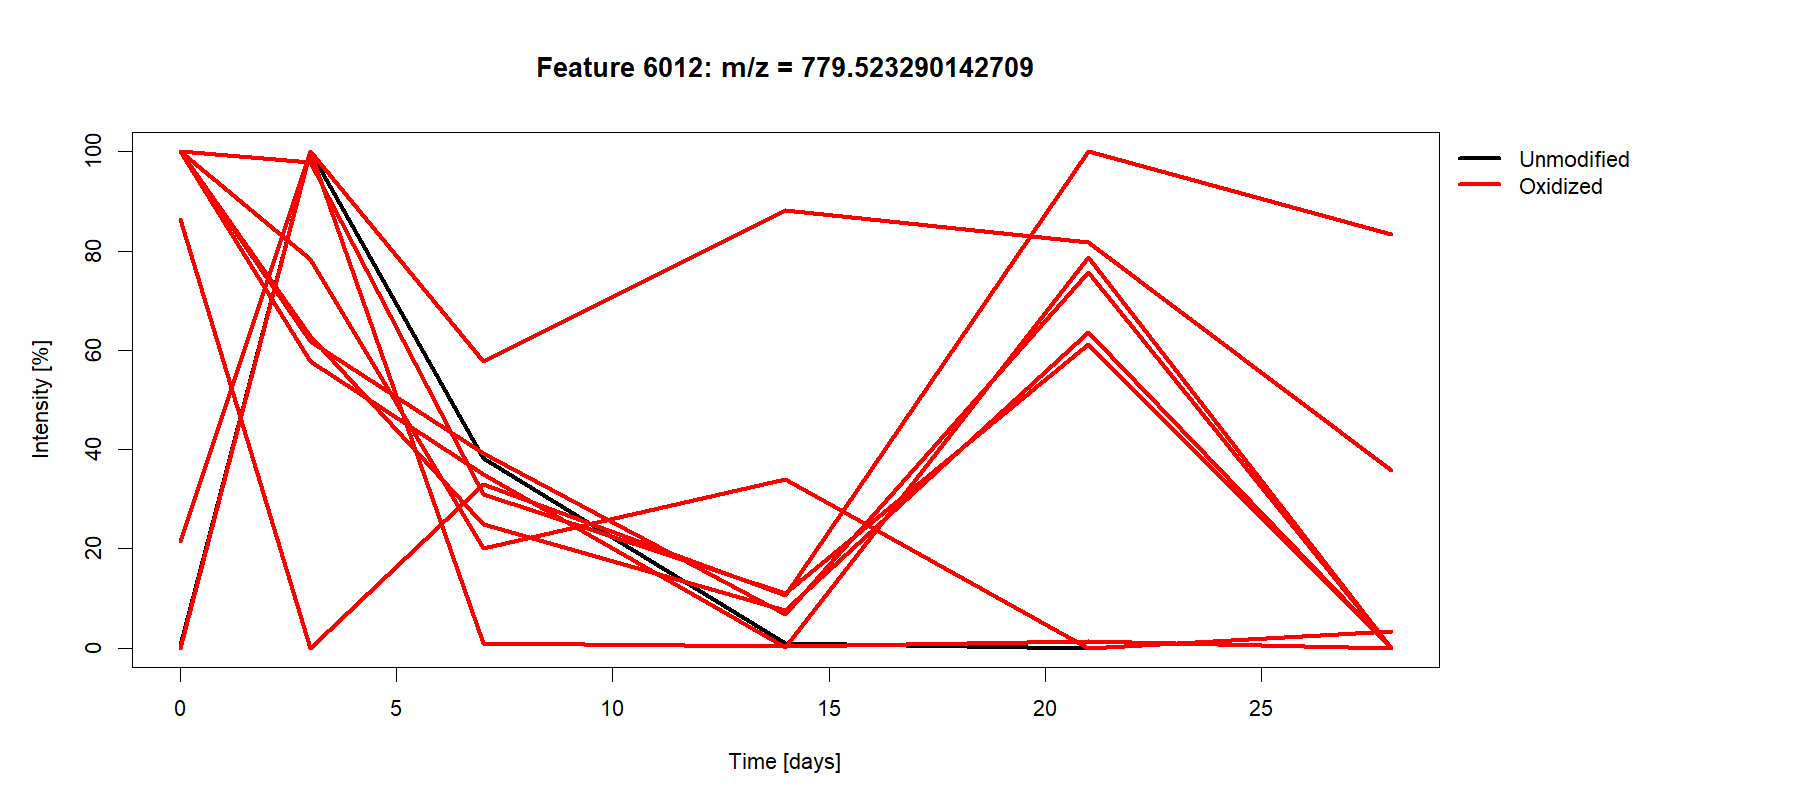 Feature 6012: m/z = 779.523290142709
Unmodified
Oxidized
Intensity [%]
100
80
60
40
20
0
0 5 10 15 20 25
Time [days]